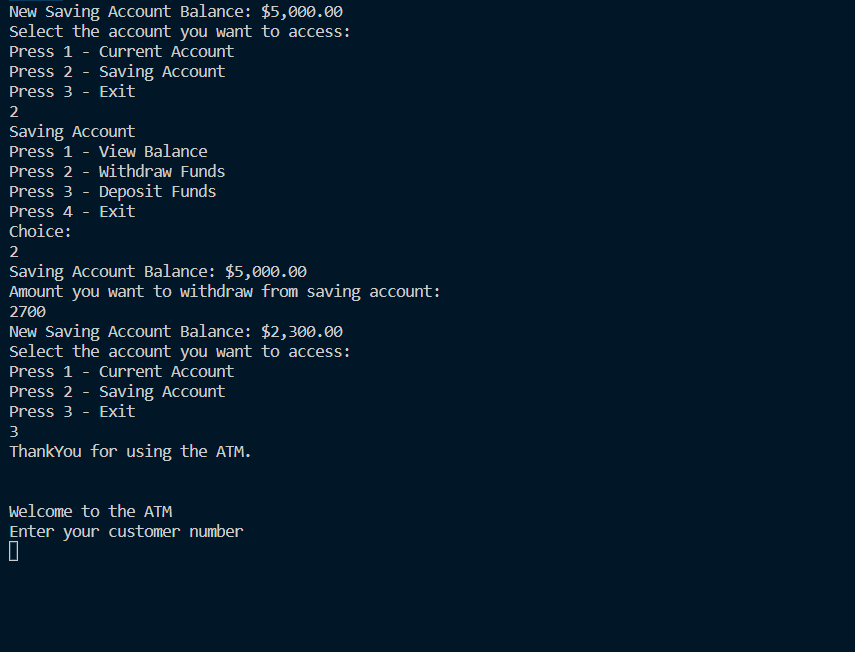 New Saving Account Balance: $5,000.00
Select the account you want to access:
Press 1 - Current Account
Press 2 - Saving Account
Press 3 - Exit
2
Saving Account
Press 1 - View Balance
Press 2 - Withdraw Funds
Press 3 - Deposit Funds
Press 4 - Exit
Choice:
2
Saving Account Balance: $5,000.00
Amount you want to withdraw from saving account:
2700
New Saving Account Balance: $2,300.00
Select the account you want to access:
Press 1 - Current Account
Press 2 - Saving Account
Press 3 - Exit
3
ThankYou for using the ATM.
Welcome to the ATM
Enter your customer number